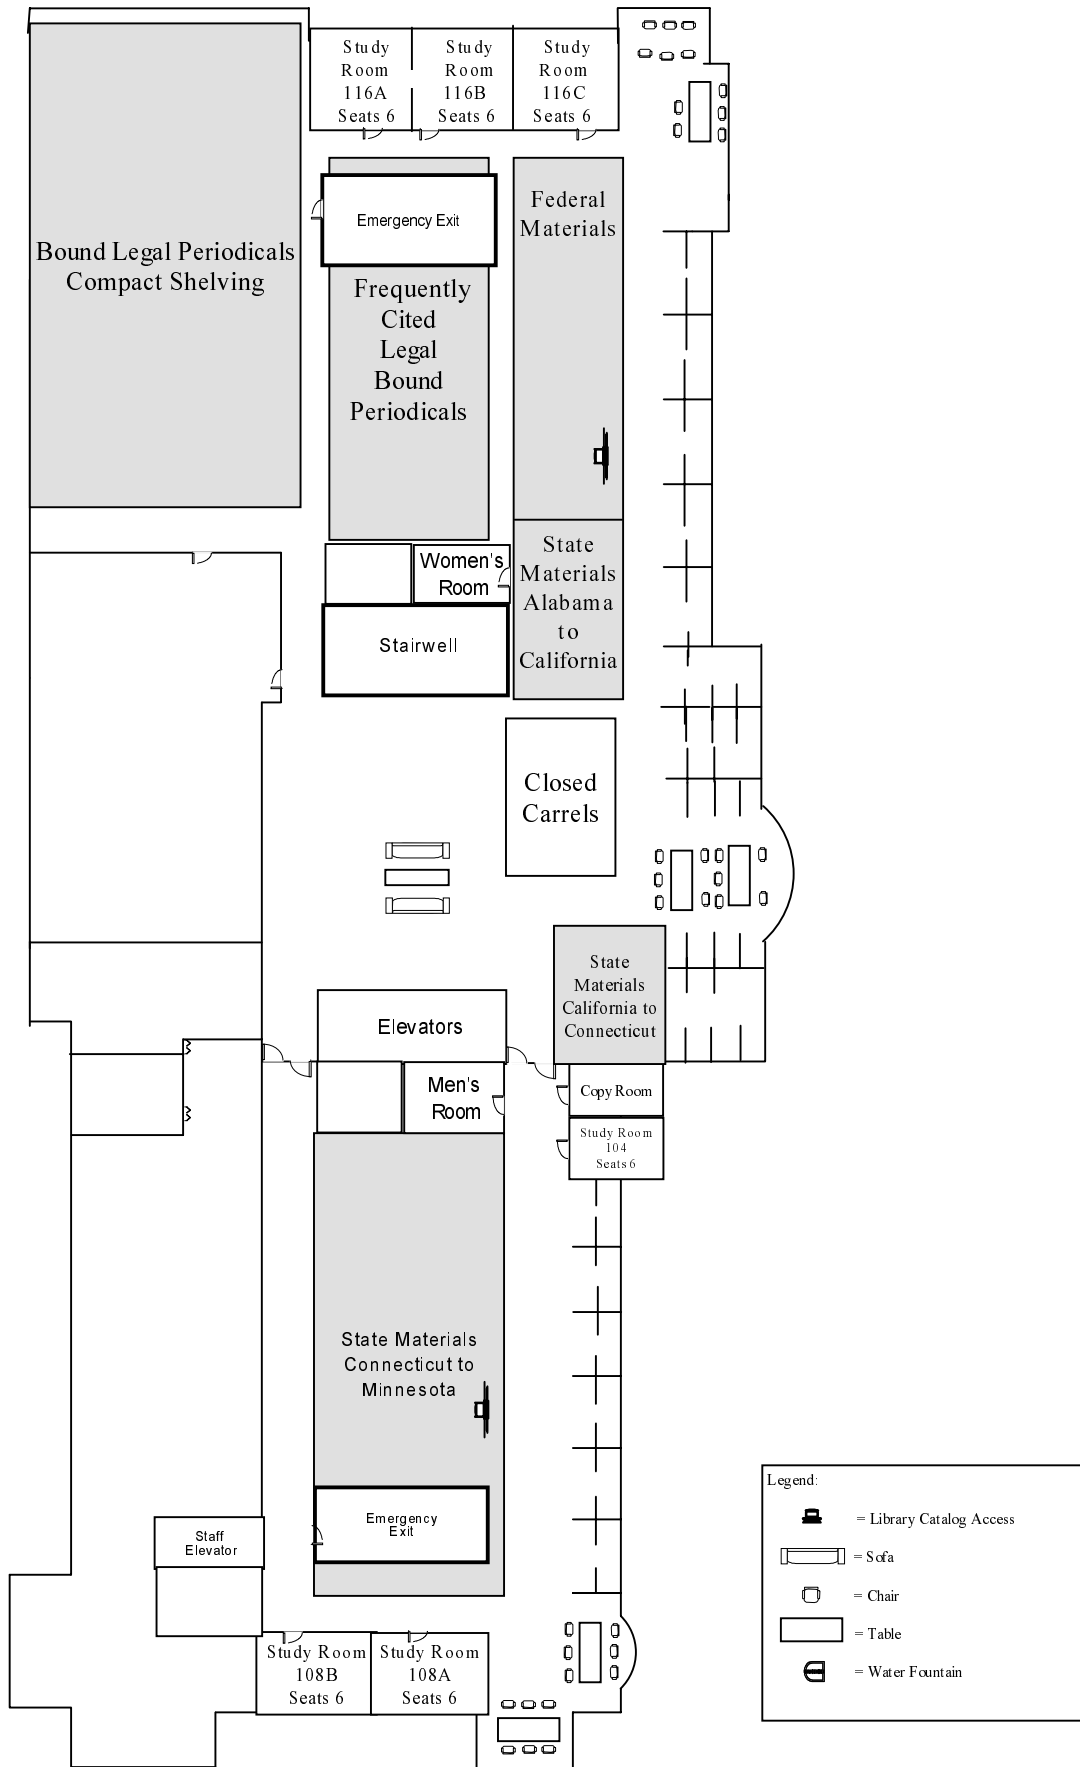 Study
Room
116A
Seats 6
Study
Room
116B
Seats 6
Study
Room
116C
Seats 6
Bound Legal Periodicals
Compact Shelving
Emergency Exit
Frequently
Cited
Legal
Bound
Periodicals
Federal
Materials
State
Materials
Alabama
to
California
Women's
Room
Stairwell
Closed
Carrels
State
Materials
California to
Connecticut
Elevators
Men's
Room
Copy Room
Study Room
104
Seats 6
State Materials
Connecticut to
Minnesota
Emergency
Exit
Staff
Elevator
Study Room
108B
Seats 6
Study Room
108A
Seats 6
Legend:
= Library Catalog Access
= Sofa
= Chair
= Table
= Water Fountain